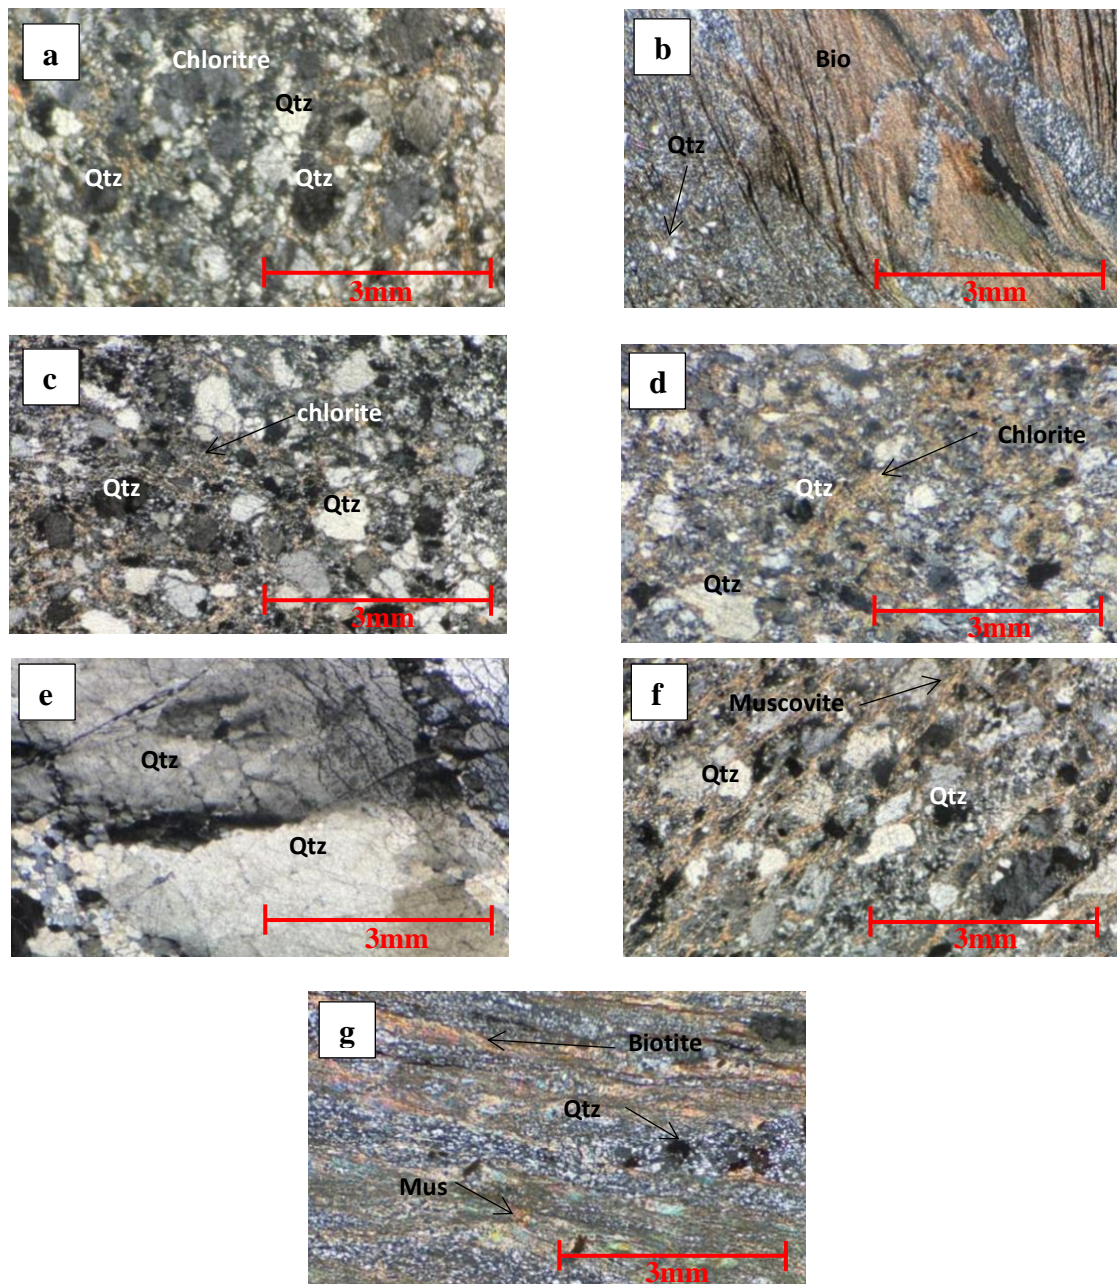 a
Chloritre
Qtz
Qtz
Qtz
3mm
b
Bio
Qtz
3mm
c
chlorite
Qtz
Qtz
3mm
d
Chlorite
Qtz
Qtz
3mm
e
Qtz
Qtz
3mm
f
Muscovite
Qtz
Qtz
3mm
g
Biotite
Qtz
Mus
3mm